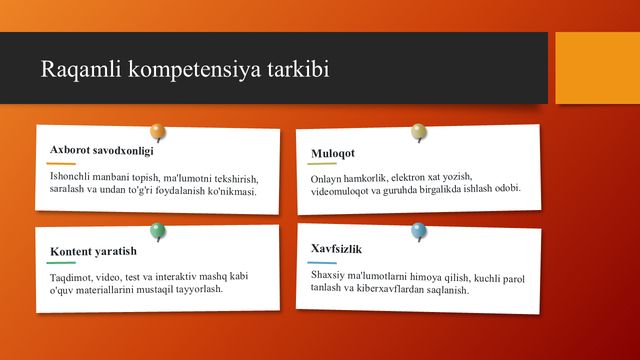 Raqamli kompetensiya tarkibi
Axborot savodxonligi
Ishonchli manbani topish, ma'lumotni tekshirish,
saralash va undan to'g'ri foydalanish ko'nikmasi.
Muloqot
Onlayn hamkorlik, elektron xat yozish,
videomuloqot va guruhda birgalikda ishlash odobi.
Kontent yaratish
Taqdimot, video, test va interaktiv mashq kabi
o'quv materiallarini mustaqil tayyorlash.
Xavfsizlik
Shaxsiy ma'lumotlarni himoya qilish, kuchli parol
tanlash va kiberxavflardan saqlanish.